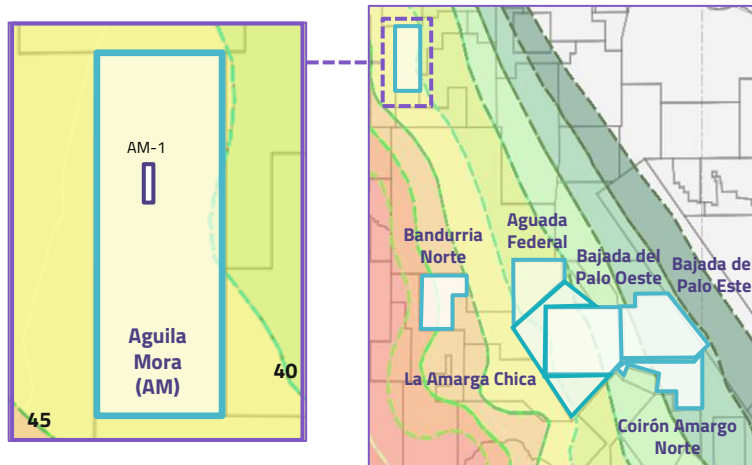 AM-1
Aguila
Mora
(AM)
40
45
Bandurria
Norte
Aguada
Federal
Bajada del
Palo Oeste
Bajada de
Palo Este
La Amarga Chica
Coirón Amargo
Norte